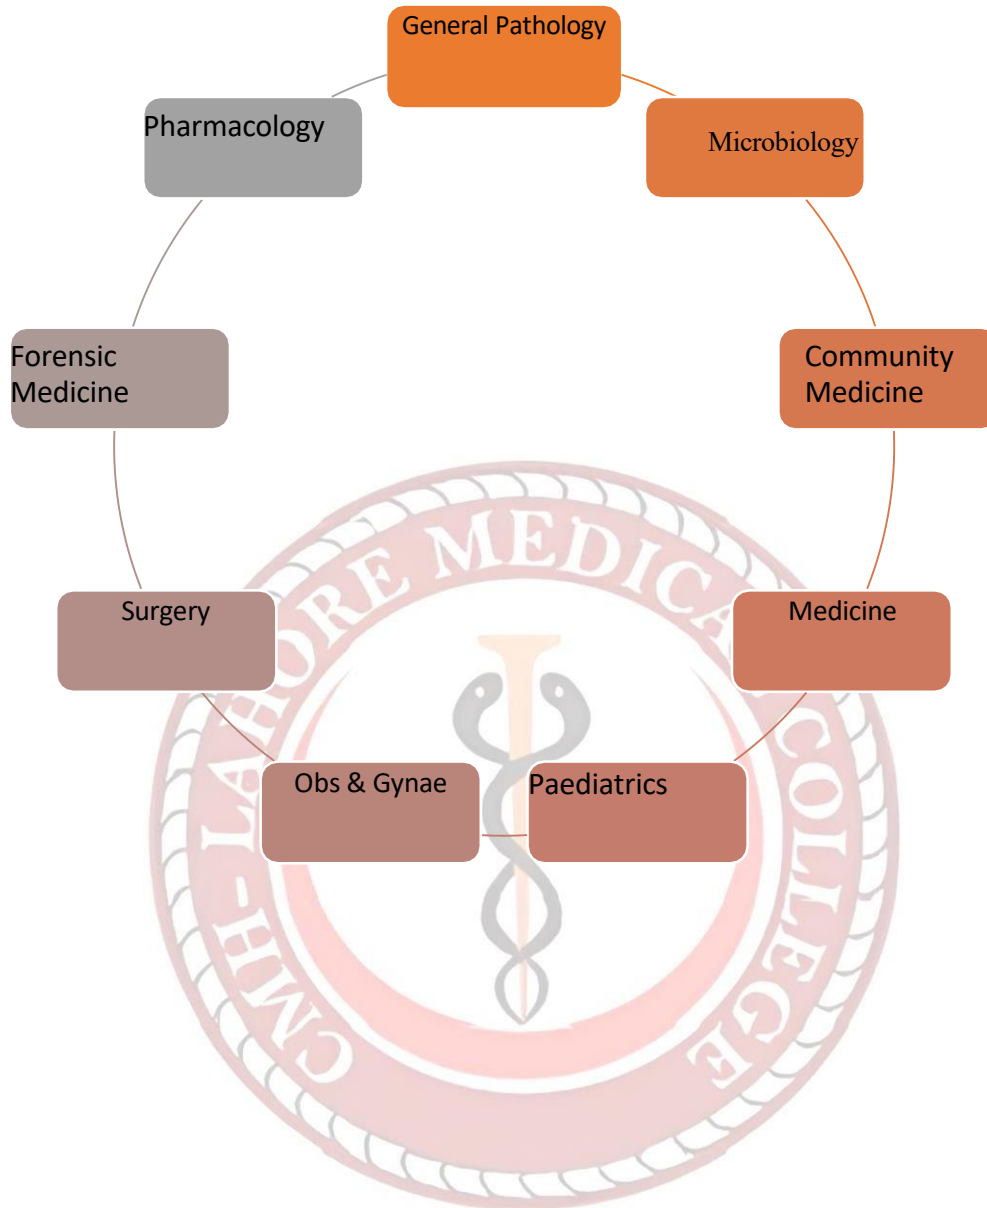 General Pathology
Microbiology
Community
Medicine
Medicine
Paediatrics
Obs & Gynae
Surgery
Forensic
Medicine
Pharmacology
CMH- LAHORE MEDICAL COLLEGE